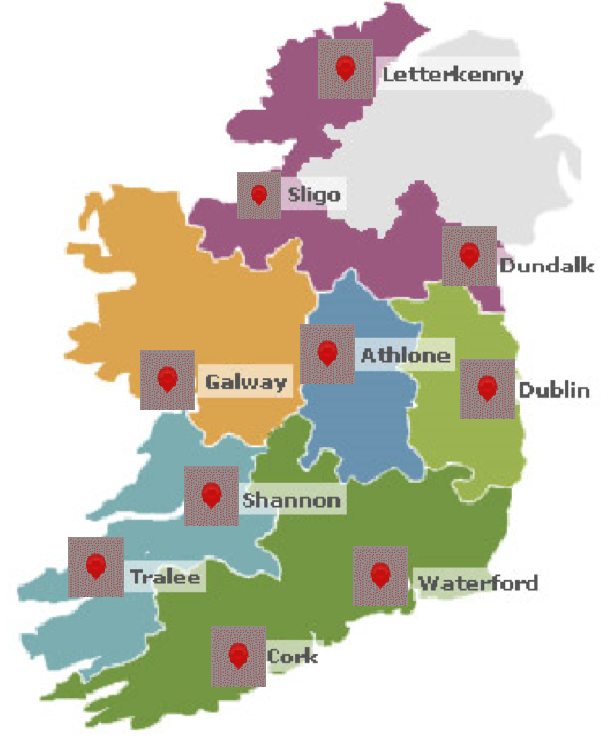 Letterkenny
Sligo
Dundalk
Athlone
Galway
Dublin
Shannon
Tralee
Waterford
Cork